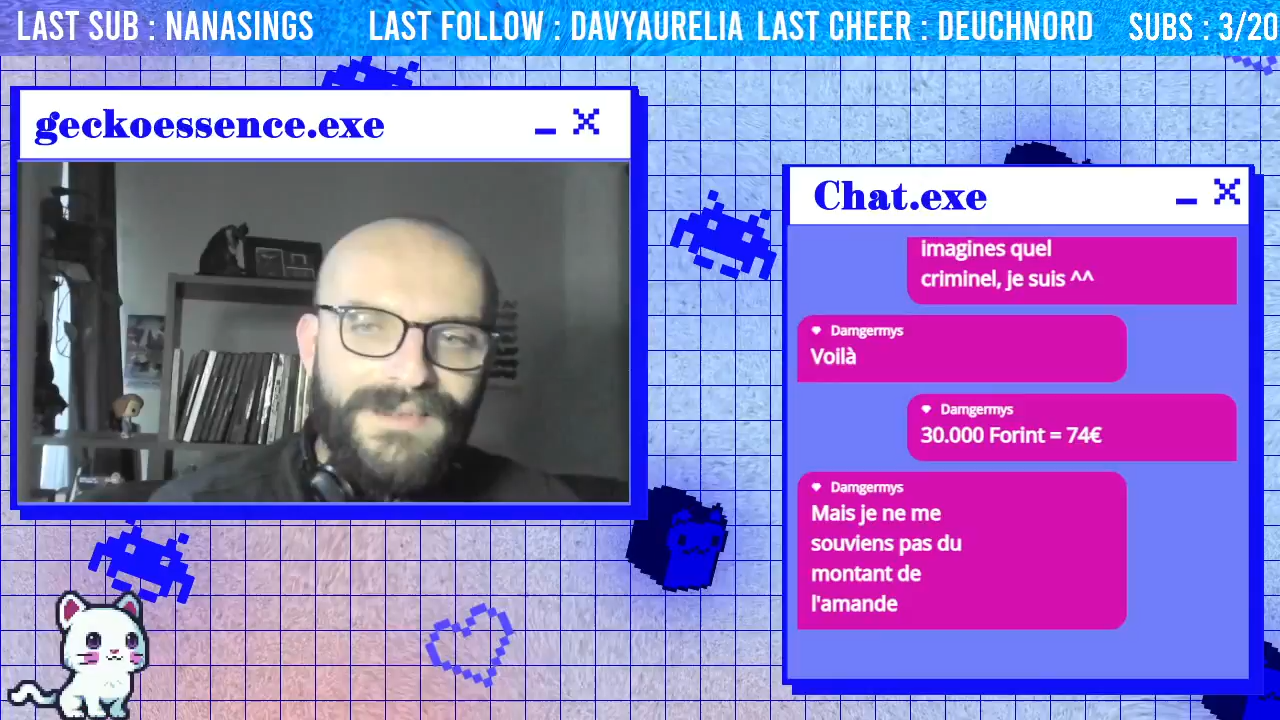 LAST SUB : NANASINGS LAST FOLLOW : DAVYAURELIA LAST CHEER : DEUCHNORD SUBS : 3/20
geckoessence.exe
Chat.exe
imagines quel
criminel, je suis ^^
Damgermys
Voilà
Damgermys
30.000 Forint = 74€
Damgermys
Mais je ne me
souviens pas du
montant de
l'amande